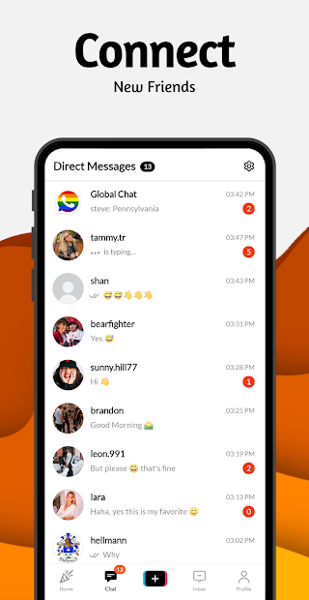 Connect
New Friends
Direct Messages 13
Global Chat 03:42 PM
steve: Pennsylvania 2
tammy.tr 03:47 PM
is typing... 5
shan 03:43 PM
😅😅👋👋👋
bearfighter 03:31 PM
Yes 😅
sunny.hill77 03:28 PM
Hi 👋 1
brandon 03:25 PM
Good Morning 🌄
leon.991 03:19 PM
But please 😃 that's fine 2
lara 03:13 PM
Haha, yes this is my favorite 😄 0
hellmann 03:02 PM
Why
13
Home Chat Inbox Profile